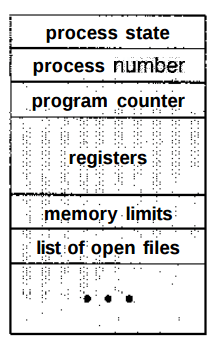 process state
process number
program counter
registers
memory limits
list of open files
• • •